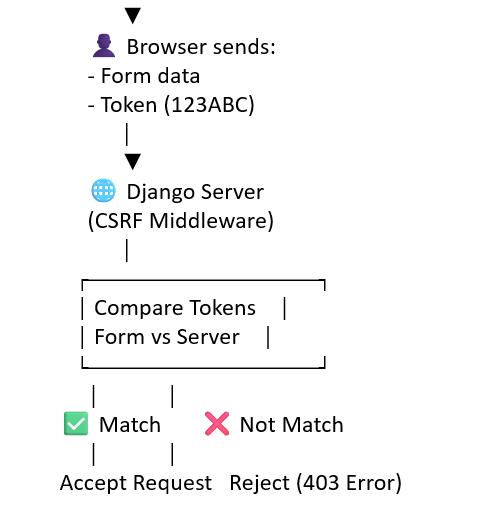 ▼
👤 Browser sends:
- Form data
- Token (123ABC)
│
▼
🌐 Django Server
(CSRF Middleware)
│
┌──────────────────┐
│ Compare Tokens │
│ Form vs Server │
└──────────────────┘
│ │
✅ Match ❌ Not Match
│ │
Accept Request Reject (403 Error)